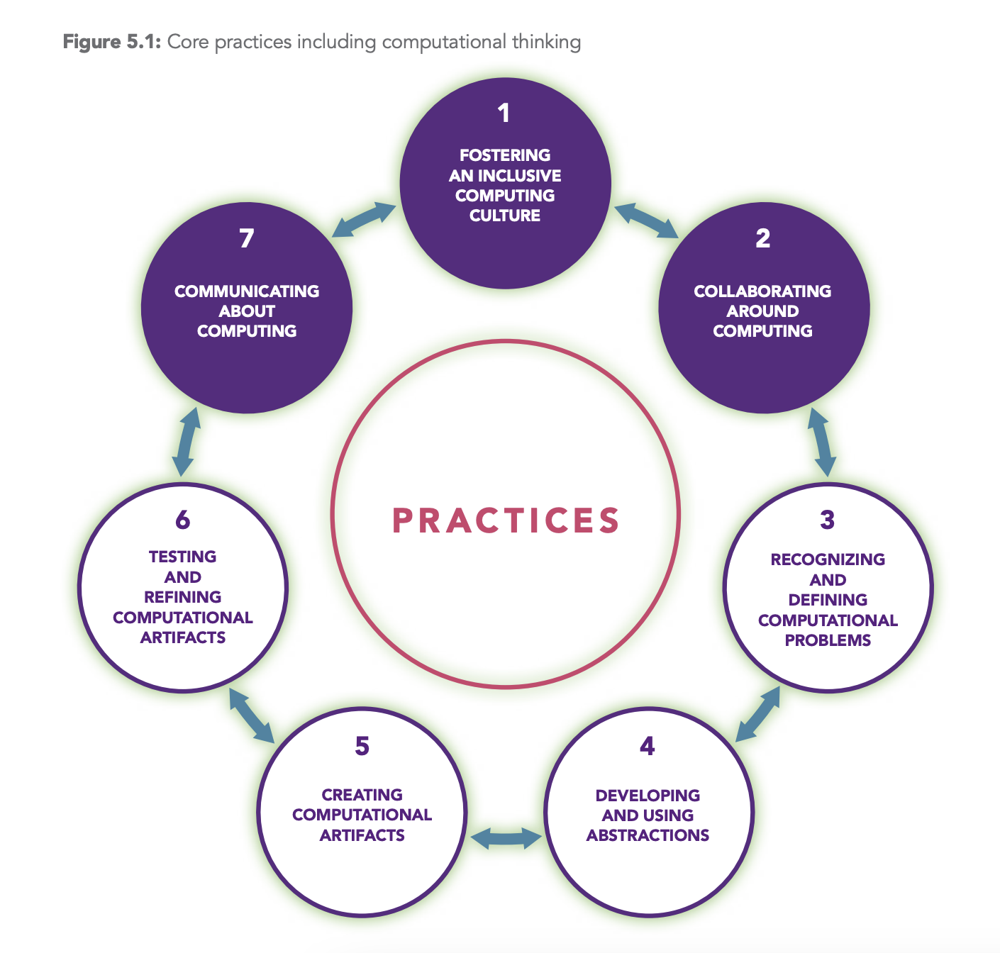 Figure 5.1: Core practices including computational thinking
1
FOSTERING
AN INCLUSIVE
COMPUTING
CULTURE
2
COLLABORATING
AROUND
COMPUTING
3
RECOGNIZING
AND
DEFINING
COMPUTATIONAL
PROBLEMS
4
DEVELOPING
AND USING
ABSTRACTIONS
5
CREATING
COMPUTATIONAL
ARTIFACTS
6
TESTING
AND
REFINING
COMPUTATIONAL
ARTIFACTS
7
COMMUNICATING
ABOUT
COMPUTING
PRACTICES